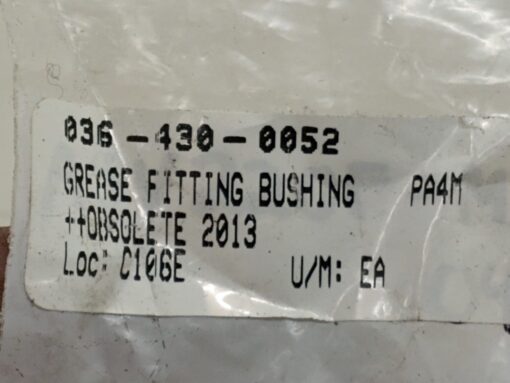 036-430-0052
GREASE FITTING BUSHING PA4M
++OBSOLETE 2013
Loc: C106E U/M: EA